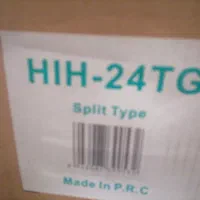 HIH-24TG
Split Type
Made In P.R.C